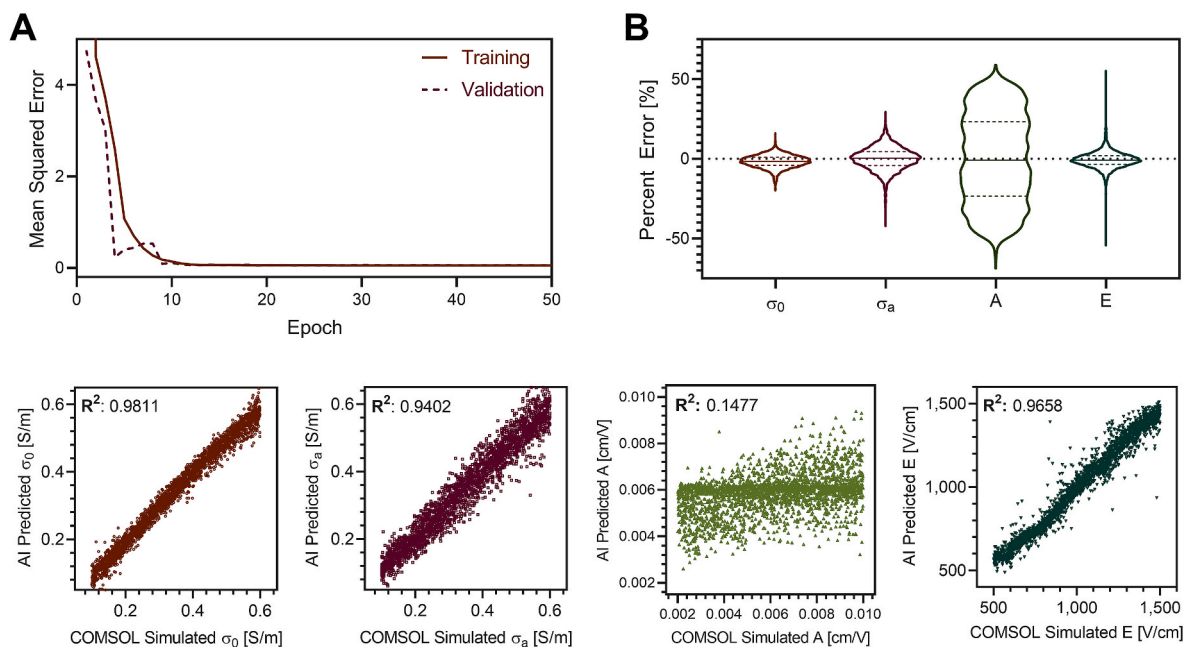 A
Mean Squared Error
4
2
0
0 10 20 30 40 50
Epoch
Training
Validation
B
Percent Error [%]
50
0
-50
σ₀ σₐ A E
R²: 0.9811
AI Predicted σ₀ [S/m]
0.6
0.4
0.2
0.2 0.4 0.6
COMSOL Simulated σ₀ [S/m]
R²: 0.9402
AI Predicted σₐ [S/m]
0.6
0.4
0.2
0.2 0.4 0.6
COMSOL Simulated σₐ [S/m]
R²: 0.1477
AI Predicted A [cm/V]
0.010
0.008
0.006
0.004
0.002
0.002 0.004 0.006 0.008 0.010
COMSOL Simulated A [cm/V]
R²: 0.9658
AI Predicted E [V/cm]
1,500
1,000
500
500 1,000 1,500
COMSOL Simulated E [V/cm]